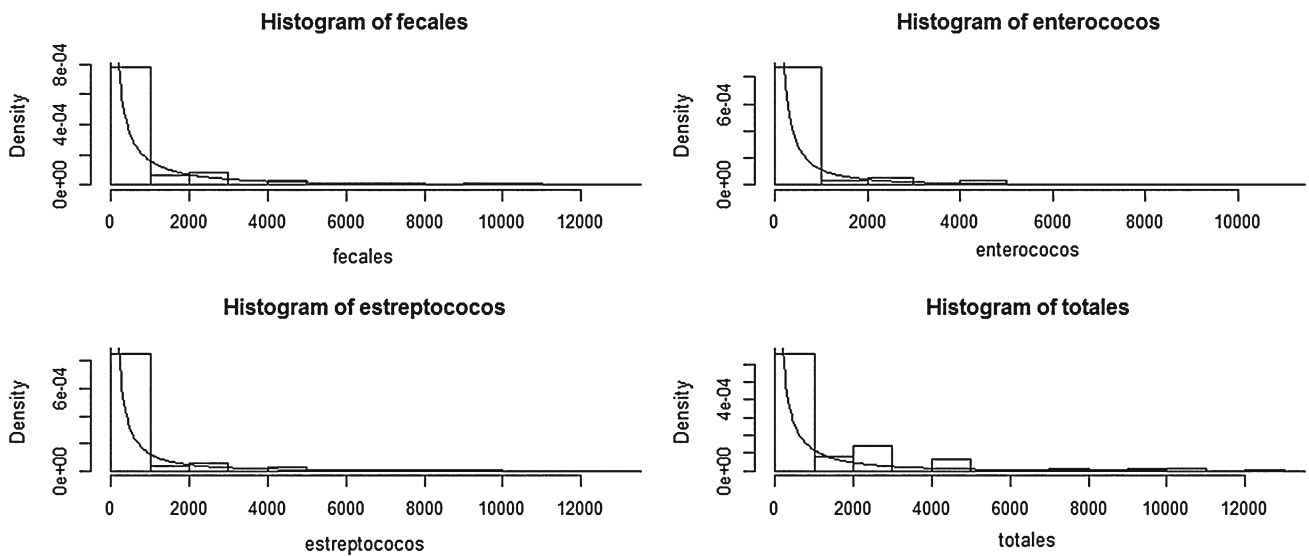 Histogram of fecales
Density
0e+00 4e-04 8e-04
0 2000 4000 6000 8000 10000 12000
fecales
Histogram of enterococos
Density
0e+00 6e-04
0 2000 4000 6000 8000 10000
enterococos
Histogram of estreptococos
Density
0e+00 6e-04
0 2000 4000 6000 8000 10000 12000
estreptococos
Histogram of totales
Density
0e+00 4e-04
0 2000 4000 6000 8000 10000 12000
totales